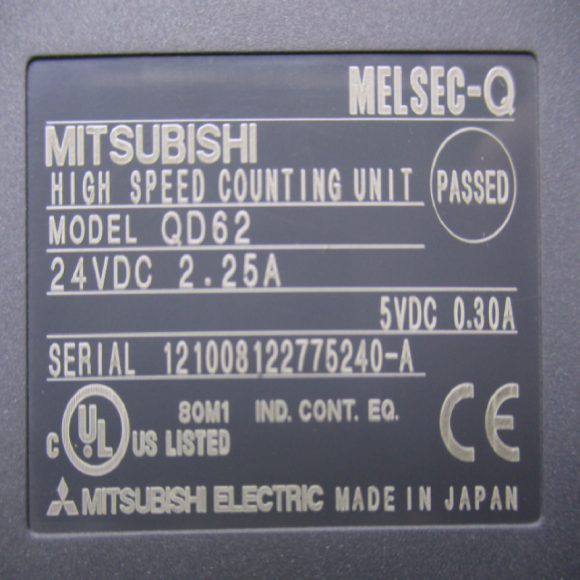 MELSEC-Q
MITSUBISHI
HIGH SPEED COUNTING UNIT
PASSED
MODEL QD62
24VDC 2.25A
5VDC 0.30A
SERIAL 121008122775240-A
80M1 IND. CONT. EQ.
C UL US LISTED
CE
MITSUBISHI ELECTRIC MADE IN JAPAN